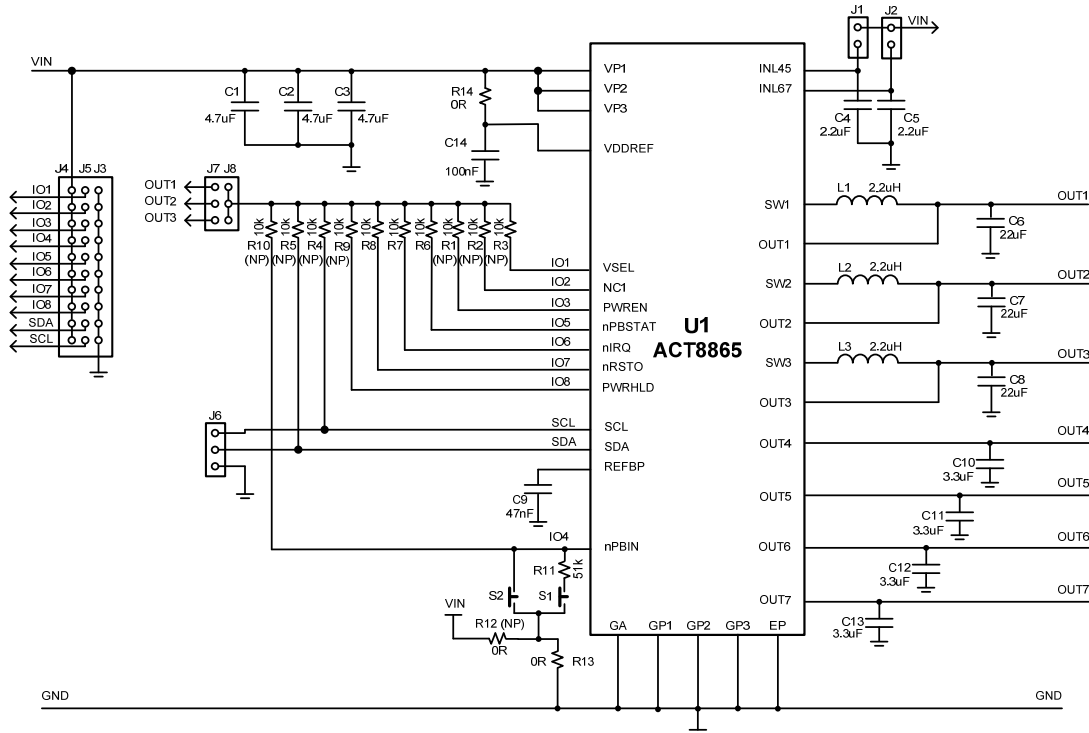 J1
J2
VIN
VIN
C1
4.7uF
C2
4.7uF
C3
4.7uF
R14
0R
C14
100nF
VP1
VP2
VP3
VDDREF
INL45
INL67
C4
2.2uF
C5
2.2uF
J4 J5 J3
IO1
IO2
IO3
IO4
IO5
IO6
IO7
IO8
SDA
SCL
J7 J8
OUT1
OUT2
OUT3
10k
10k
10k
10k
10k
10k
10k
10k
10k
10k
R10 R5 R4 R9 R8 R7 R6 R1 R2 R3
(NP) (NP) (NP) (NP) (NP) (NP) (NP)
IO1
IO2
IO3
IO5
IO6
IO7
IO8
VSEL
NC1
PWREN
nPBSTAT
nIRQ
nRSTO
PWRHLD
U1
ACT8865
SW1
L1
2.2uH
OUT1
OUT1
C6
22uF
SW2
L2
2.2uH
OUT2
OUT2
C7
22uF
SW3
L3
2.2uH
OUT3
OUT3
C8
22uF
J6
SCL
SCL
SDA
SDA
REFBP
C9
47nF
OUT4
OUT4
C10
3.3uF
OUT5
OUT5
C11
3.3uF
IO4
nPBIN
OUT6
OUT6
C12
3.3uF
R11
51k
S2
S1
OUT7
OUT7
C13
3.3uF
VIN
R12 (NP)
0R
0R
R13
GA
GP1
GP2
GP3
EP
GND
GND